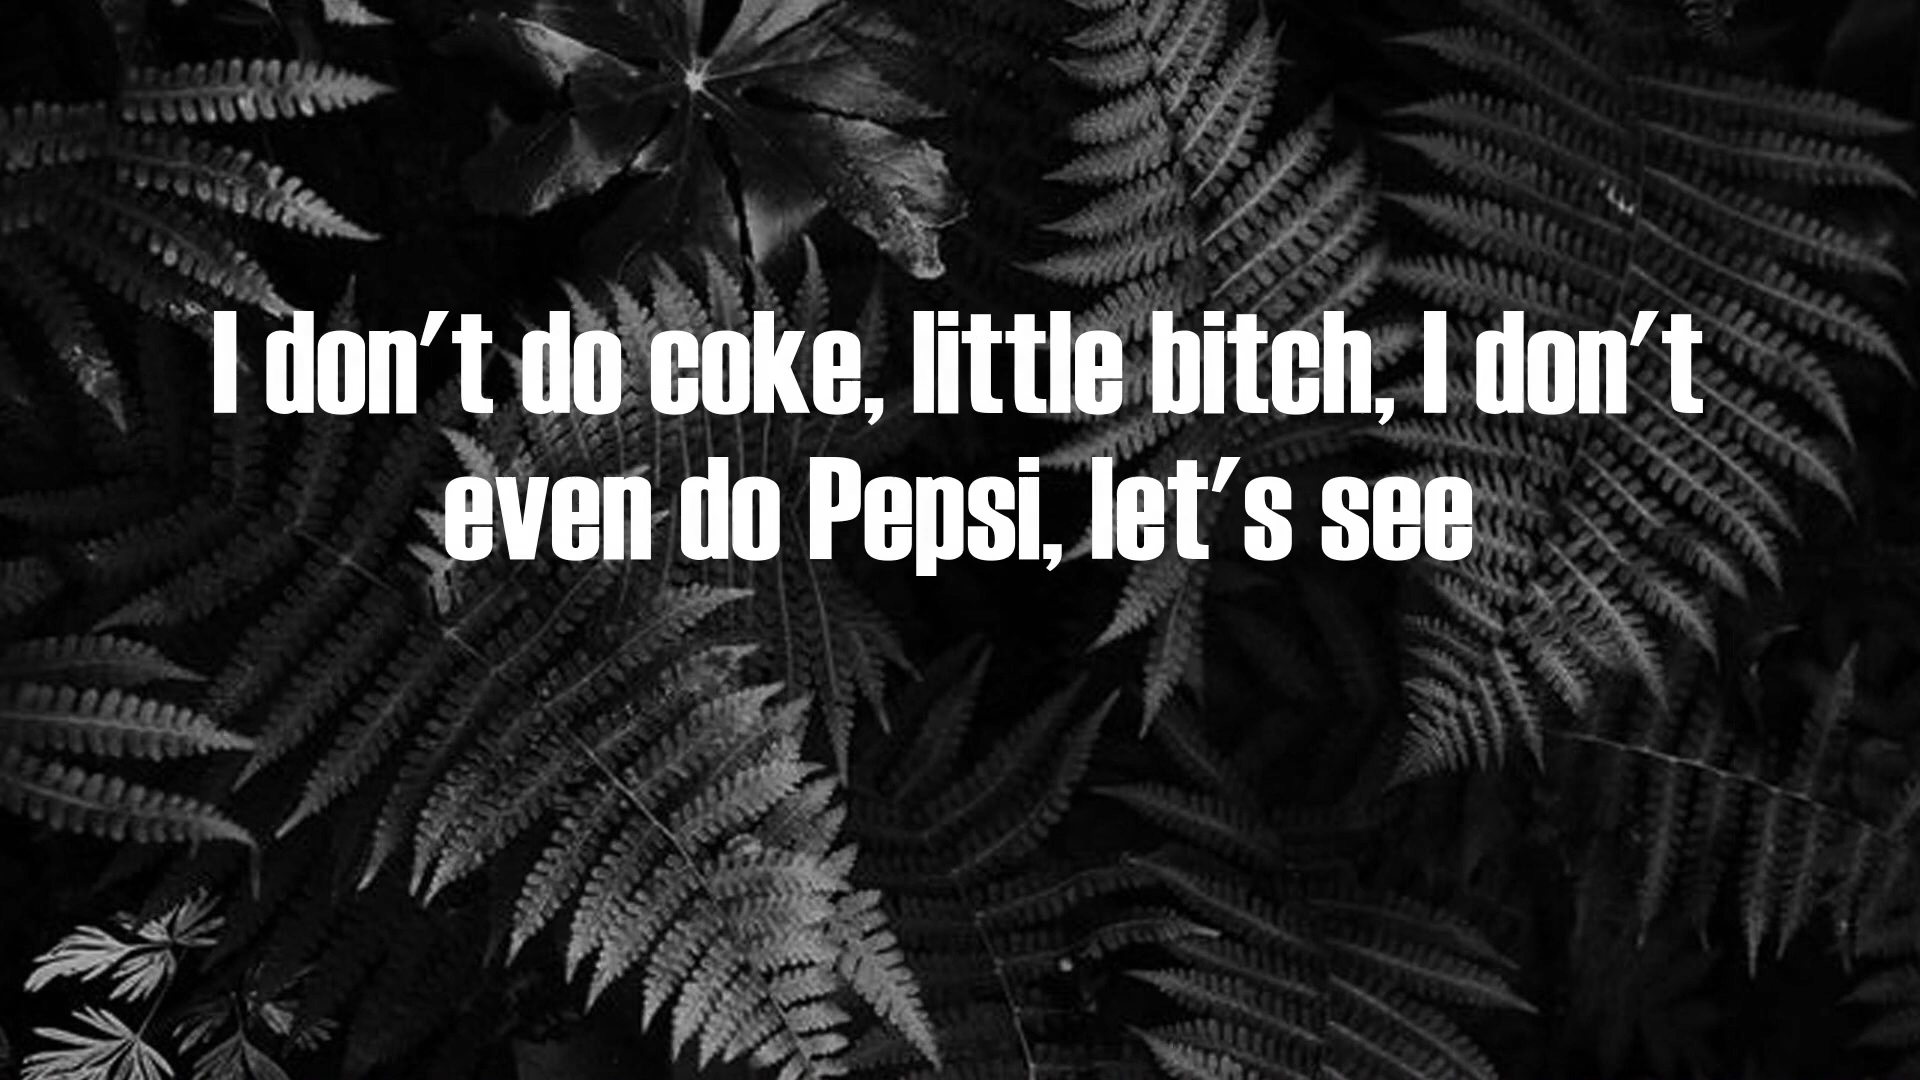 I don't do coke, little bitch, I don't
even do Pepsi, let's see